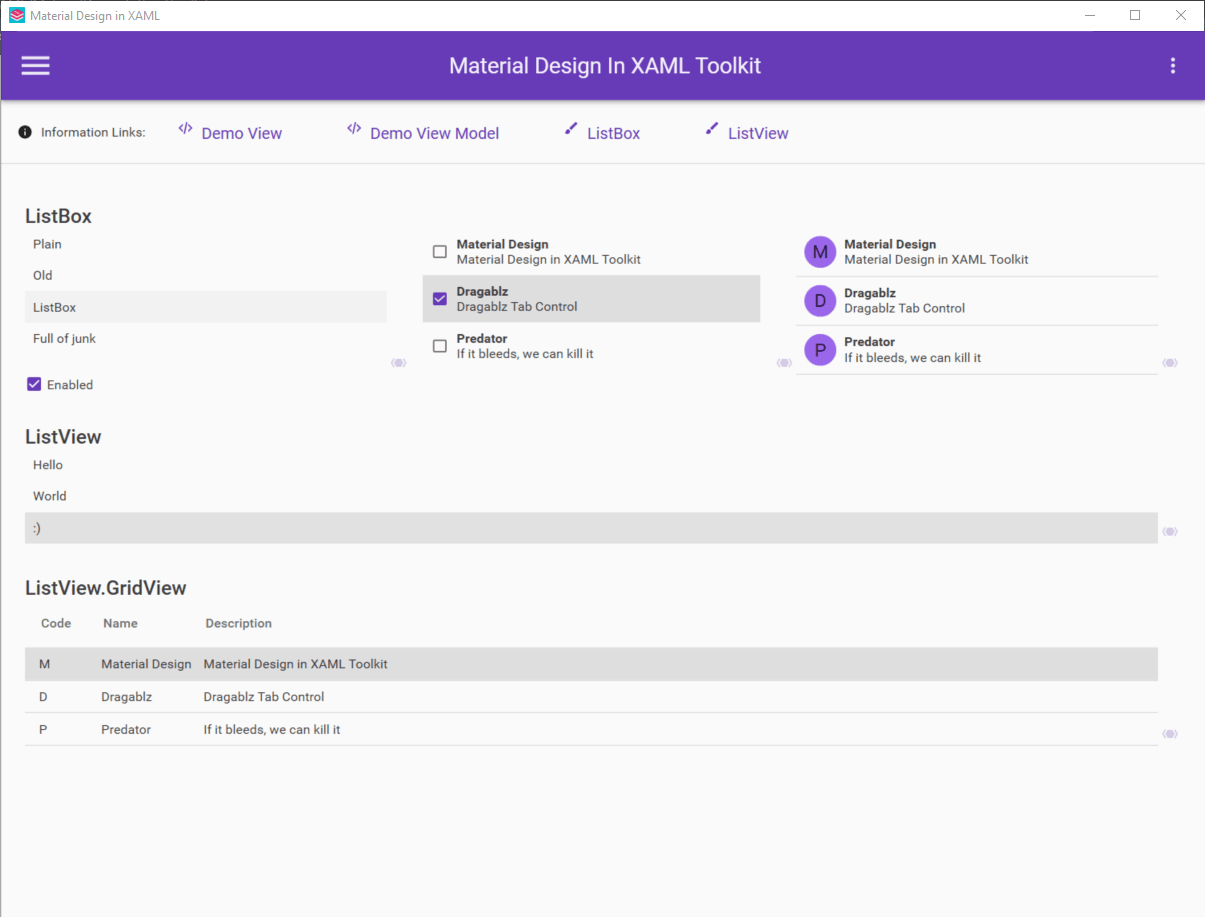 Material Design in XAML
Material Design In XAML Toolkit
Information Links: Demo View Demo View Model ListBox ListView
ListBox
Plain
Old
ListBox
Full of junk
Enabled
Material Design
Material Design in XAML Toolkit
Dragablz
Dragablz Tab Control
Predator
If it bleeds, we can kill it
M
Material Design
Material Design in XAML Toolkit
D
Dragablz
Dragablz Tab Control
P
Predator
If it bleeds, we can kill it
ListView
Hello
World
:)
ListView.GridView
Code Name Description
M Material Design Material Design in XAML Toolkit
D Dragablz Dragablz Tab Control
P Predator If it bleeds, we can kill it